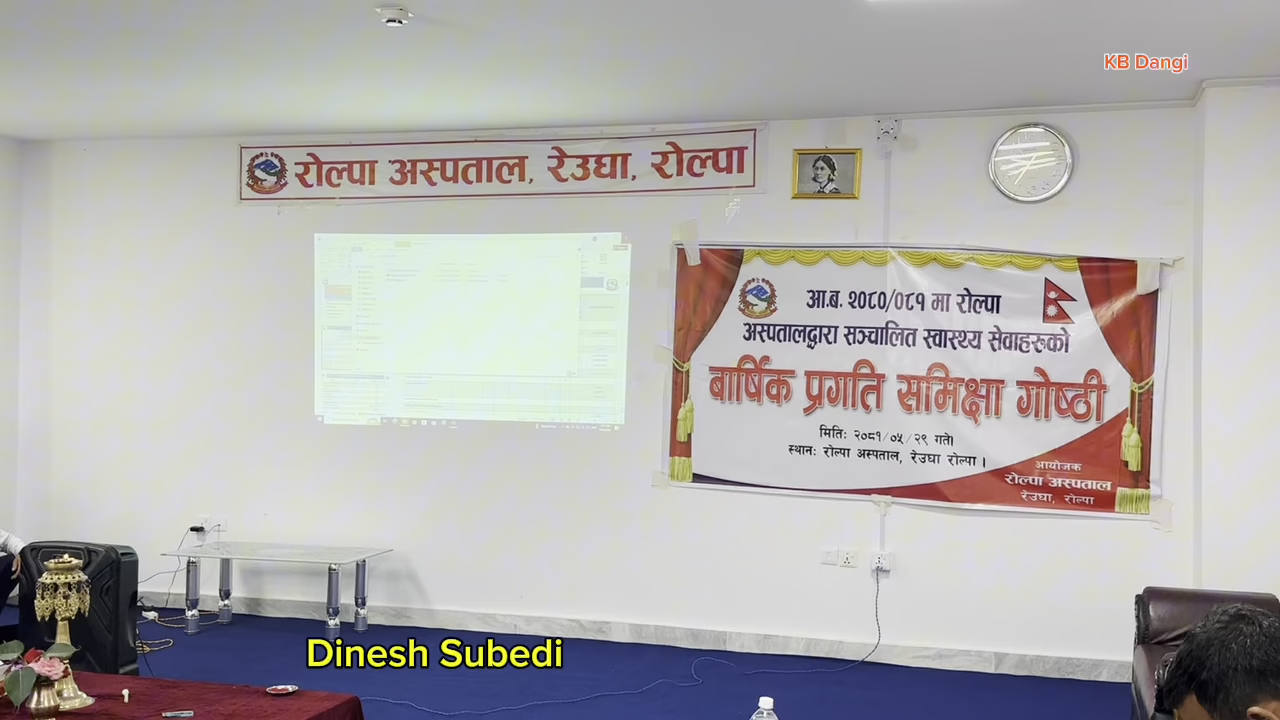 KB Dangi
रोल्पा अस्पताल, रेउघा, रोल्पा
आ.ब. २०८०/०८१ मा रोल्पा
अस्पतालद्वारा सञ्चालित स्वास्थ्य सेवाहरुको
बार्षिक प्रगति समिक्षा गोष्ठी
मितिः २०८१/०५/२९ गते।
स्थानः रोल्पा अस्पताल, रेउघा रोल्पा ।
आयोजक
रोल्पा अस्पताल
रेउघा, रोल्पा
Dinesh Subedi